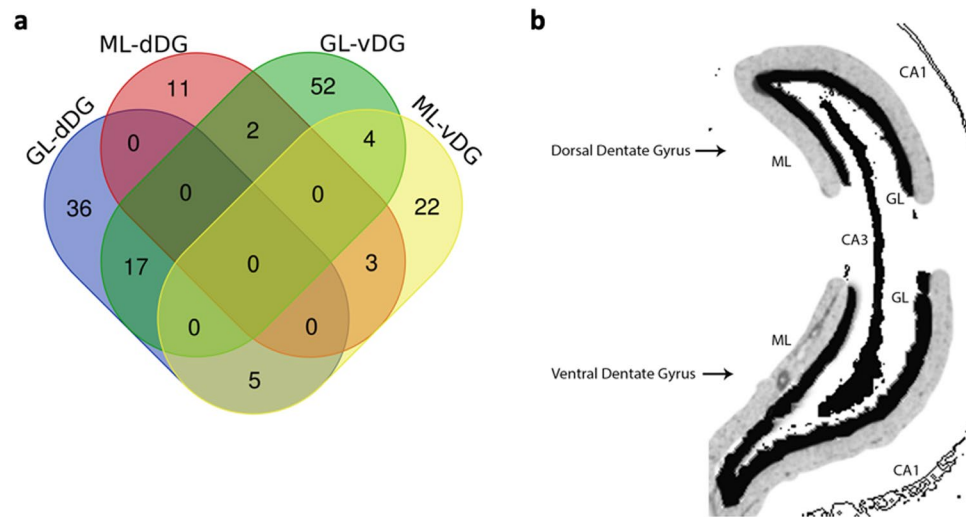 a
ML-dDG
GL-vDG
GL-dDG
ML-vDG
11
52
0
2
4
36
0
0
22
17
0
3
0
0
5
b
CA1
Dorsal Dentate Gyrus
ML
GL
CA3
GL
ML
Ventral Dentate Gyrus
CA1